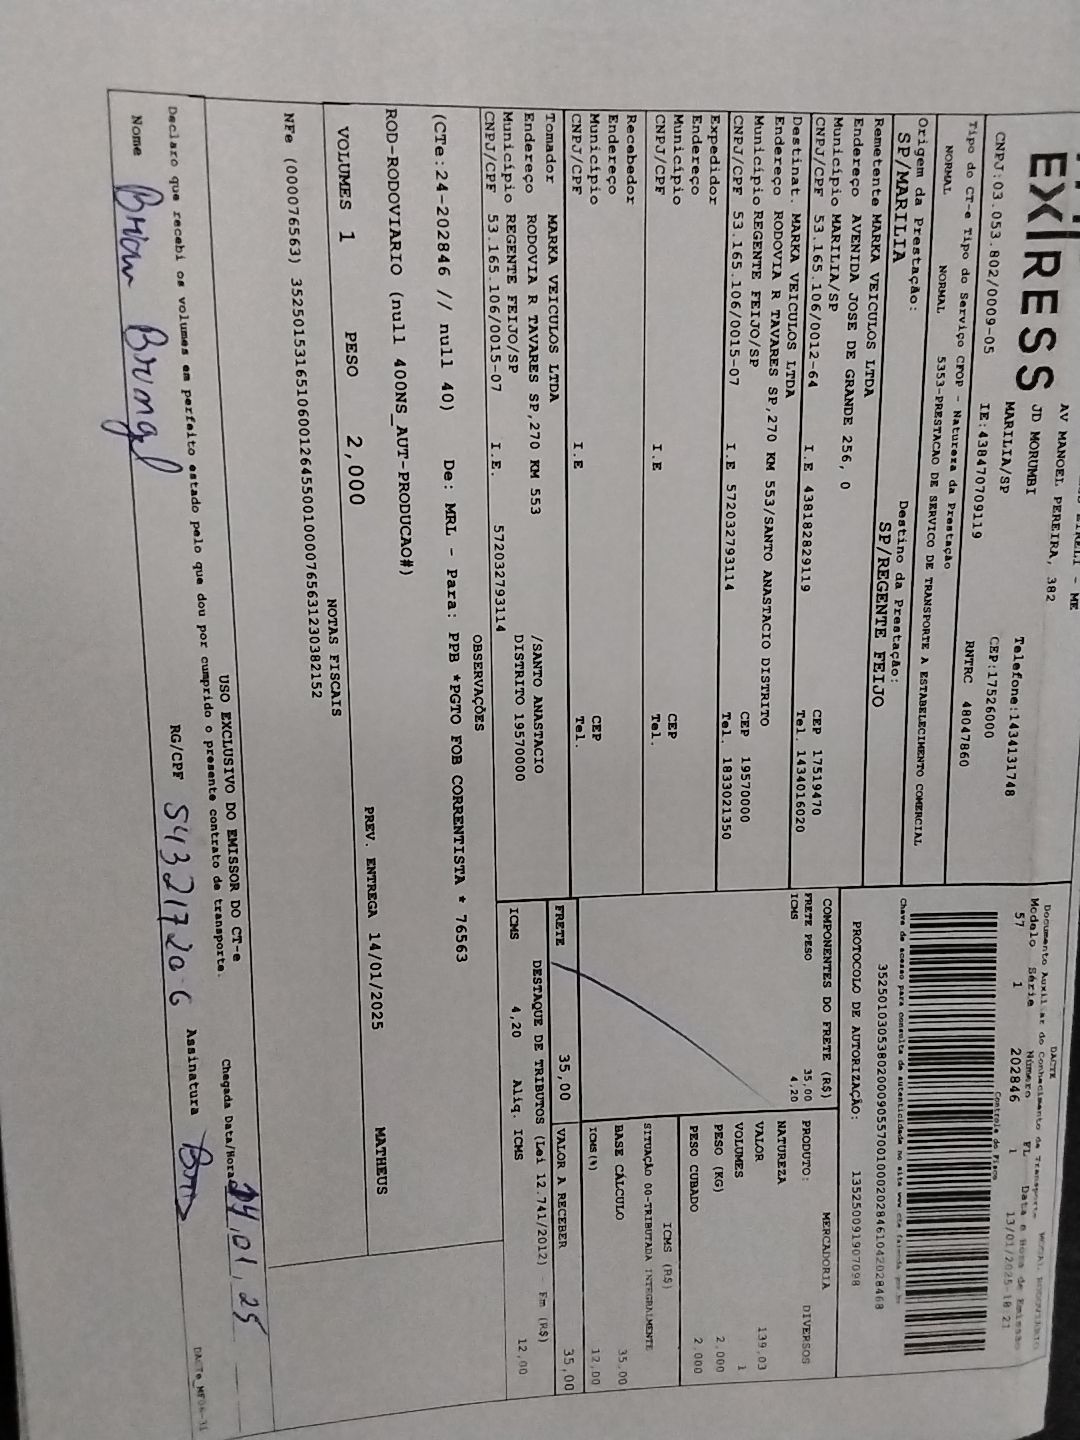 EXPRESS
AV MANOEL PEREIRA, 382
JD MORUMBI
MARILIA/SP
Telefone:1434131748
CEP:17526000
CNPJ:03.053.802/0009-05
IE:438470709119
RNTRC 48047860
Tipo do CT-e Tipo do Serviço CFOP - Natureza da Prestação
NORMAL NORMAL 5353-PRESTACAO DE SERVICO DE TRANSPORTE A ESTABELECIMENTO COMERCIAL
Origem da Prestação: Destino da Prestação:
SP/MARILIA SP/REGENTE FEIJO
Remetente MARKA VEICULOS LTDA
Endereço AVENIDA JOSE DE GRANDE 256, 0
Município MARILIA/SP CEP 17519470
CNPJ/CPF 53.165.106/0012-64 I.E 438182829119 Tel. 1434016020
Destinat. MARKA VEICULOS LTDA
Endereço RODOVIA R TAVARES SP,270 KM 553/SANTO ANASTACIO DISTRITO
Município REGENTE FEIJO/SP CEP 19570000
CNPJ/CPF 53.165.106/0015-07 I.E 572032793114 Tel. 1833021350
Expedidor
Endereço
Município CEP
CNPJ/CPF I.E Tel.
Recebedor
Endereço
Município CEP
CNPJ/CPF I.E Tel.
Tomador MARKA VEICULOS LTDA
Endereço RODOVIA R TAVARES SP,270 KM 553 /SANTO ANASTACIO
Município REGENTE FEIJO/SP DISTRITO 19570000
CNPJ/CPF 53.165.106/0015-07 I.E. 572032793114
DACTE
Documento Auxiliar do Conhecimento de Transporte MODAL RODOVIARIO
Modelo Série Número FL Data e Hora de Emissão
57 1 202846 1 13/01/2025 18:21
Controle do Fisco
Chave de acesso para consulta de autenticidade no site
35250103053802000905570010002028461042028468
PROTOCOLO DE AUTORIZAÇÃO: 135250091907098
COMPONENTES DO FRETE (R$)
FRETE PESO 35,00
ICMS 4,20
PRODUTO: MERCADORIA
NATUREZA DIVERSOS
VALOR 139,03
VOLUMES 1
PESO (KG) 2.000
PESO CUBADO 2.000
ICMS (R$)
SITUAÇÃO 00-TRIBUTADA INTEGRALMENTE
BASE CÁLCULO 35,00
ICMS(%) 12,00
FRETE 35,00 VALOR A RECEBER 35,00
DESTAQUE DE TRIBUTOS (Lei 12.741/2012) - Em (R$)
ICMS 4,20 Aliq. ICMS 12,00
OBSERVAÇÕES
(CTe:24-202846 // null 40) De: MRL - Para: PPB *PGTO FOB CORRENTISTA * 76563
ROD-RODOVIARIO (null 400NS_AUT-PRODUCAO#)
VOLUMES 1 PESO 2,000 PREV. ENTREGA 14/01/2025 MATHEUS
NOTAS FISCAIS
NFe (000076563) 35250153165106001264550010000765631230382152
USO EXCLUSIVO DO EMISSOR DO CT-e
Declaro que recebi os volumes em perfeito estado pelo que dou por cumprido o presente contrato de transporte.
Chegada Data/Hora 14,01,25
Nome Brian RG/CPF 54321720-6 Assinatura
DACTe_MF06-31